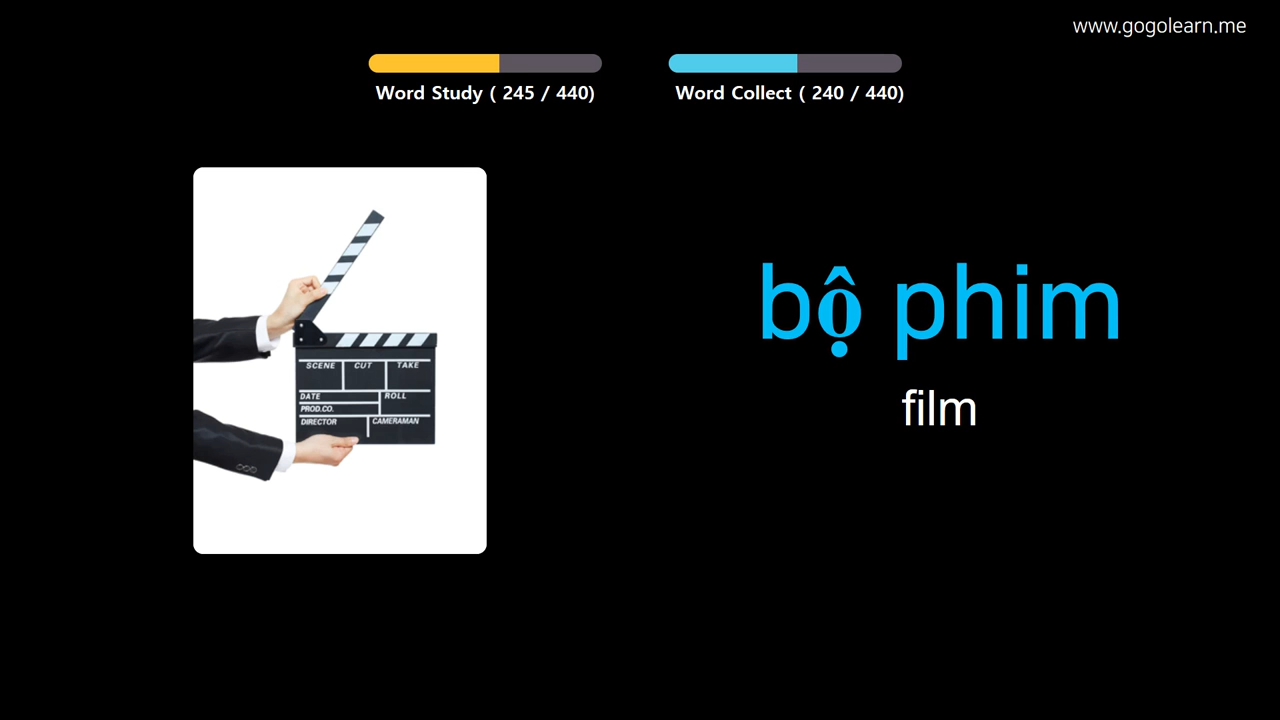 www.gogolearn.me
Word Study ( 245 / 440)
Word Collect ( 240 / 440)
SCENE CUT TAKE
DATE ROLL
PROD.CO.
DIRECTOR CAMERAMAN
bộ phim
film